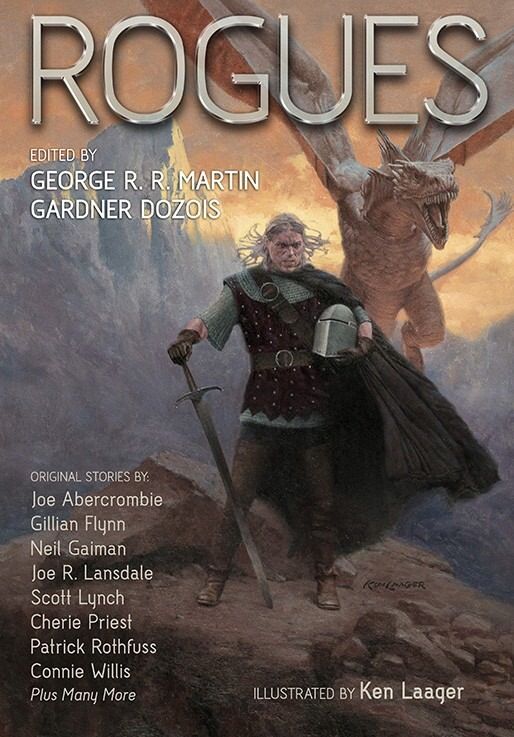 ROGUES
EDITED BY
GEORGE R. R. MARTIN
GARDNER DOZOIS
ORIGINAL STORIES BY:
Joe Abercrombie
Gillian Flynn
Neil Gaiman
Joe R. Lansdale
Scott Lynch
Cherie Priest
Patrick Rothfuss
Connie Willis
Plus Many More
KEN LAAGER
ILLUSTRATED BY Ken Laager